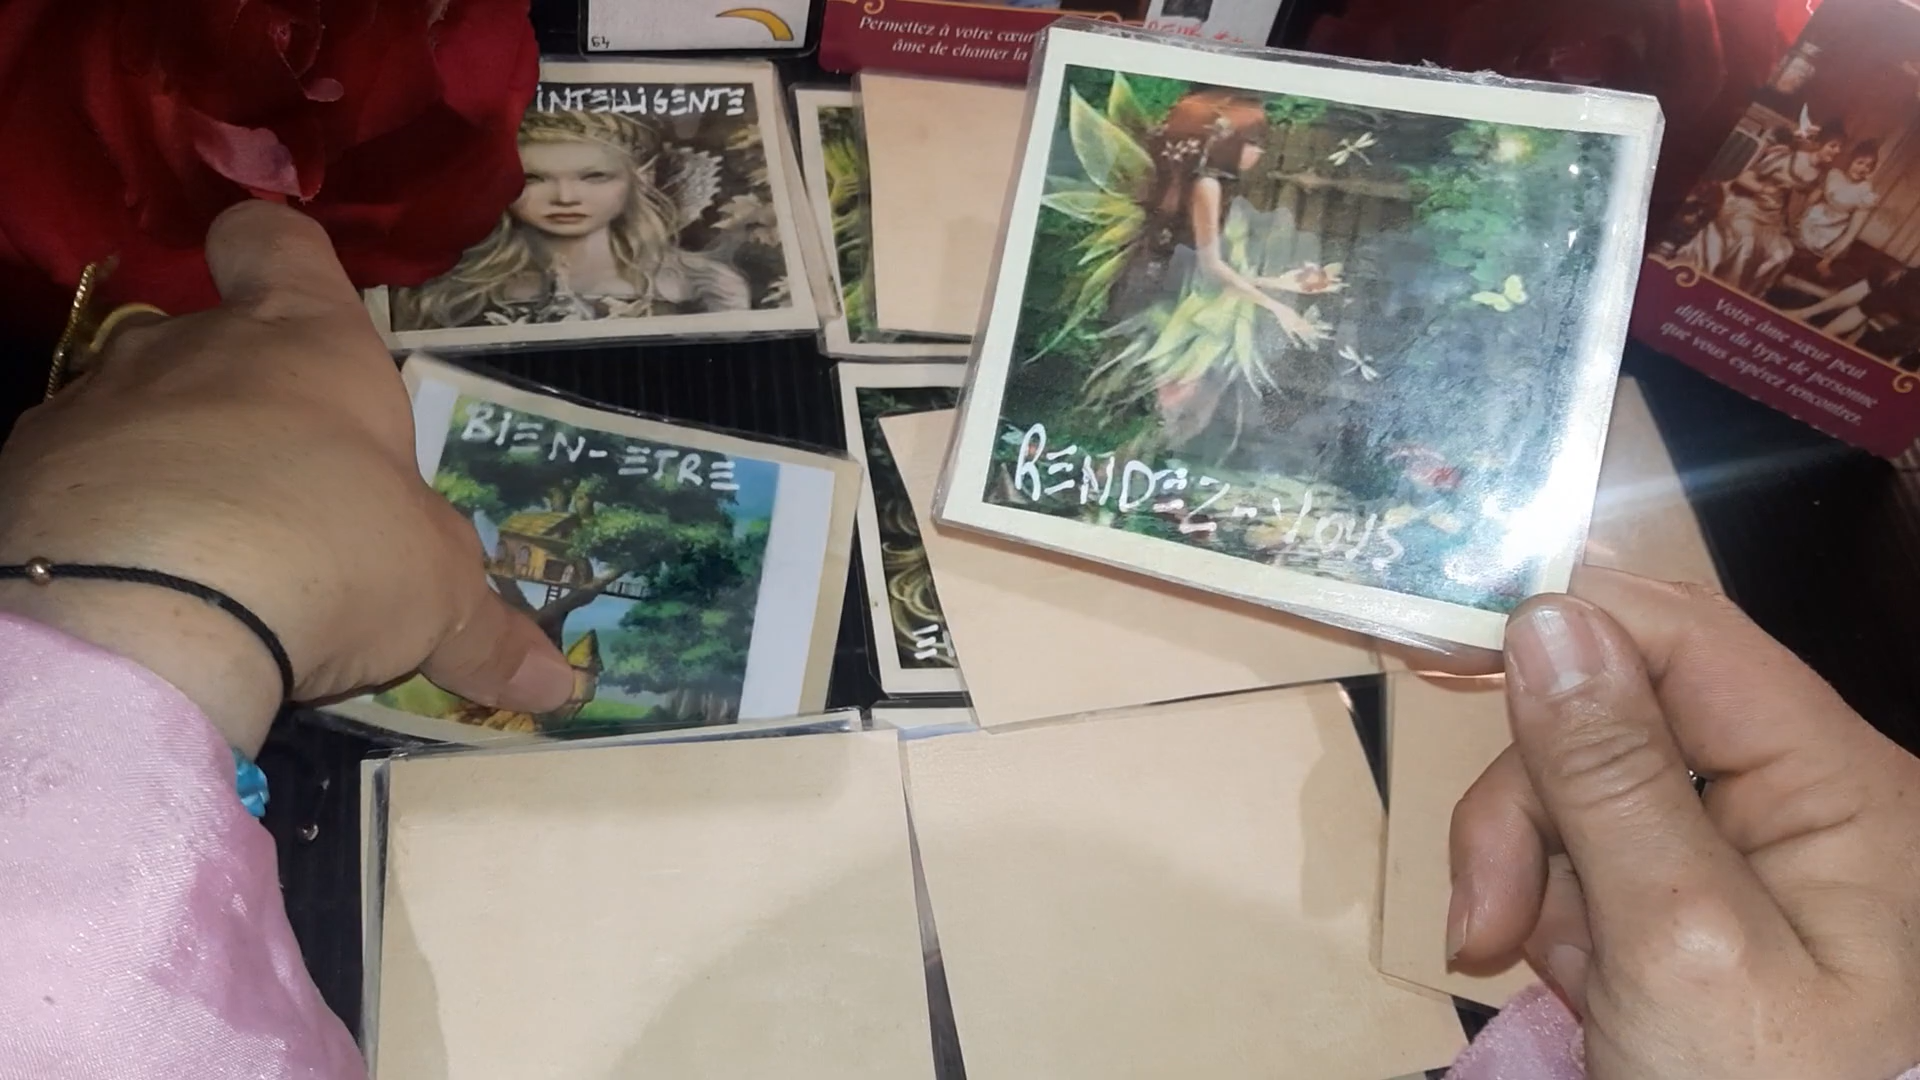 64
Permettez à votre cœur
âme de chanter la
INTELLIGENTE
BIEN-ETRE
RENDEZ-VOUS
Votre âme sœur peut
différer du type de personne
que vous espérez rencontrer.